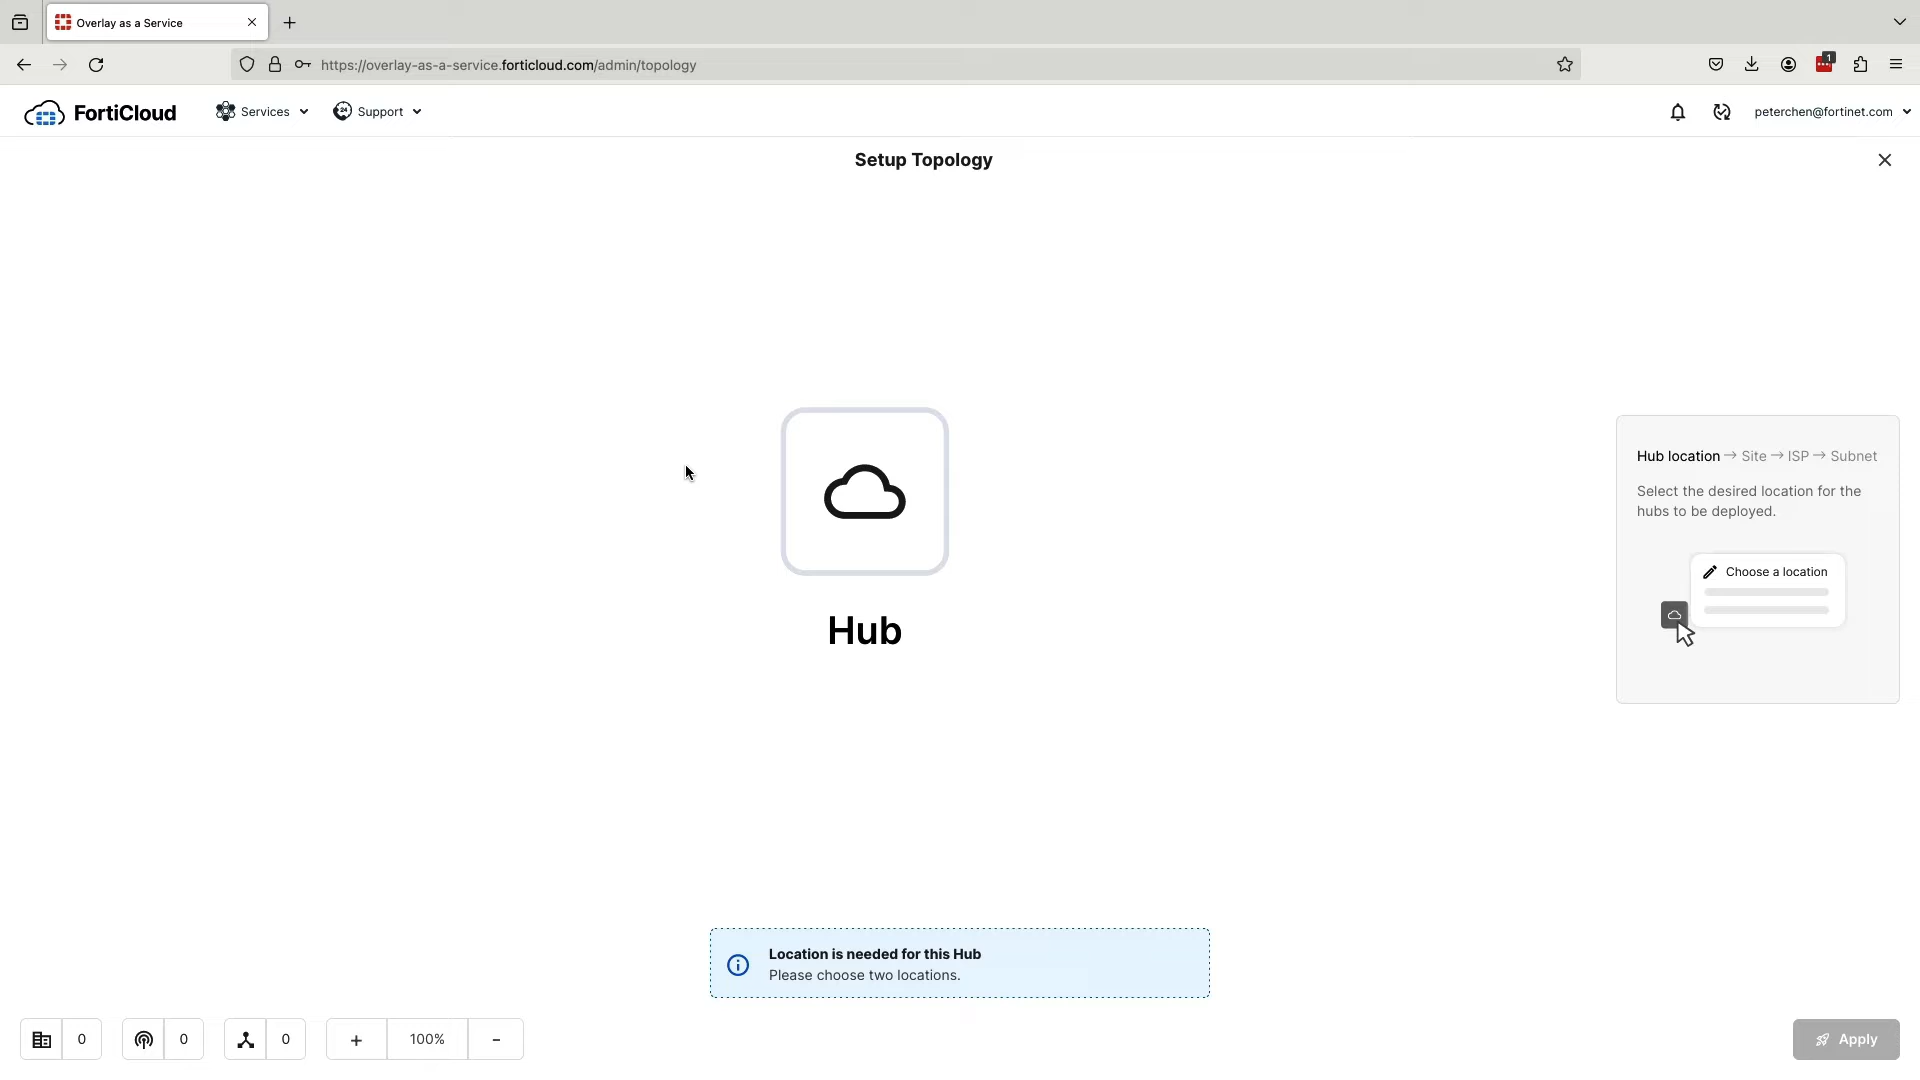 Overlay as a Service
https://overlay-as-a-service.forticloud.com/admin/topology
1
FortiCloud
Services
24
Support
peterchen@fortinet.com
Setup Topology
Hub
Hub location → Site → ISP → Subnet
Select the desired location for the
hubs to be deployed.
Choose a location
Location is needed for this Hub
Please choose two locations.
0
0
0
+
100%
-
Apply